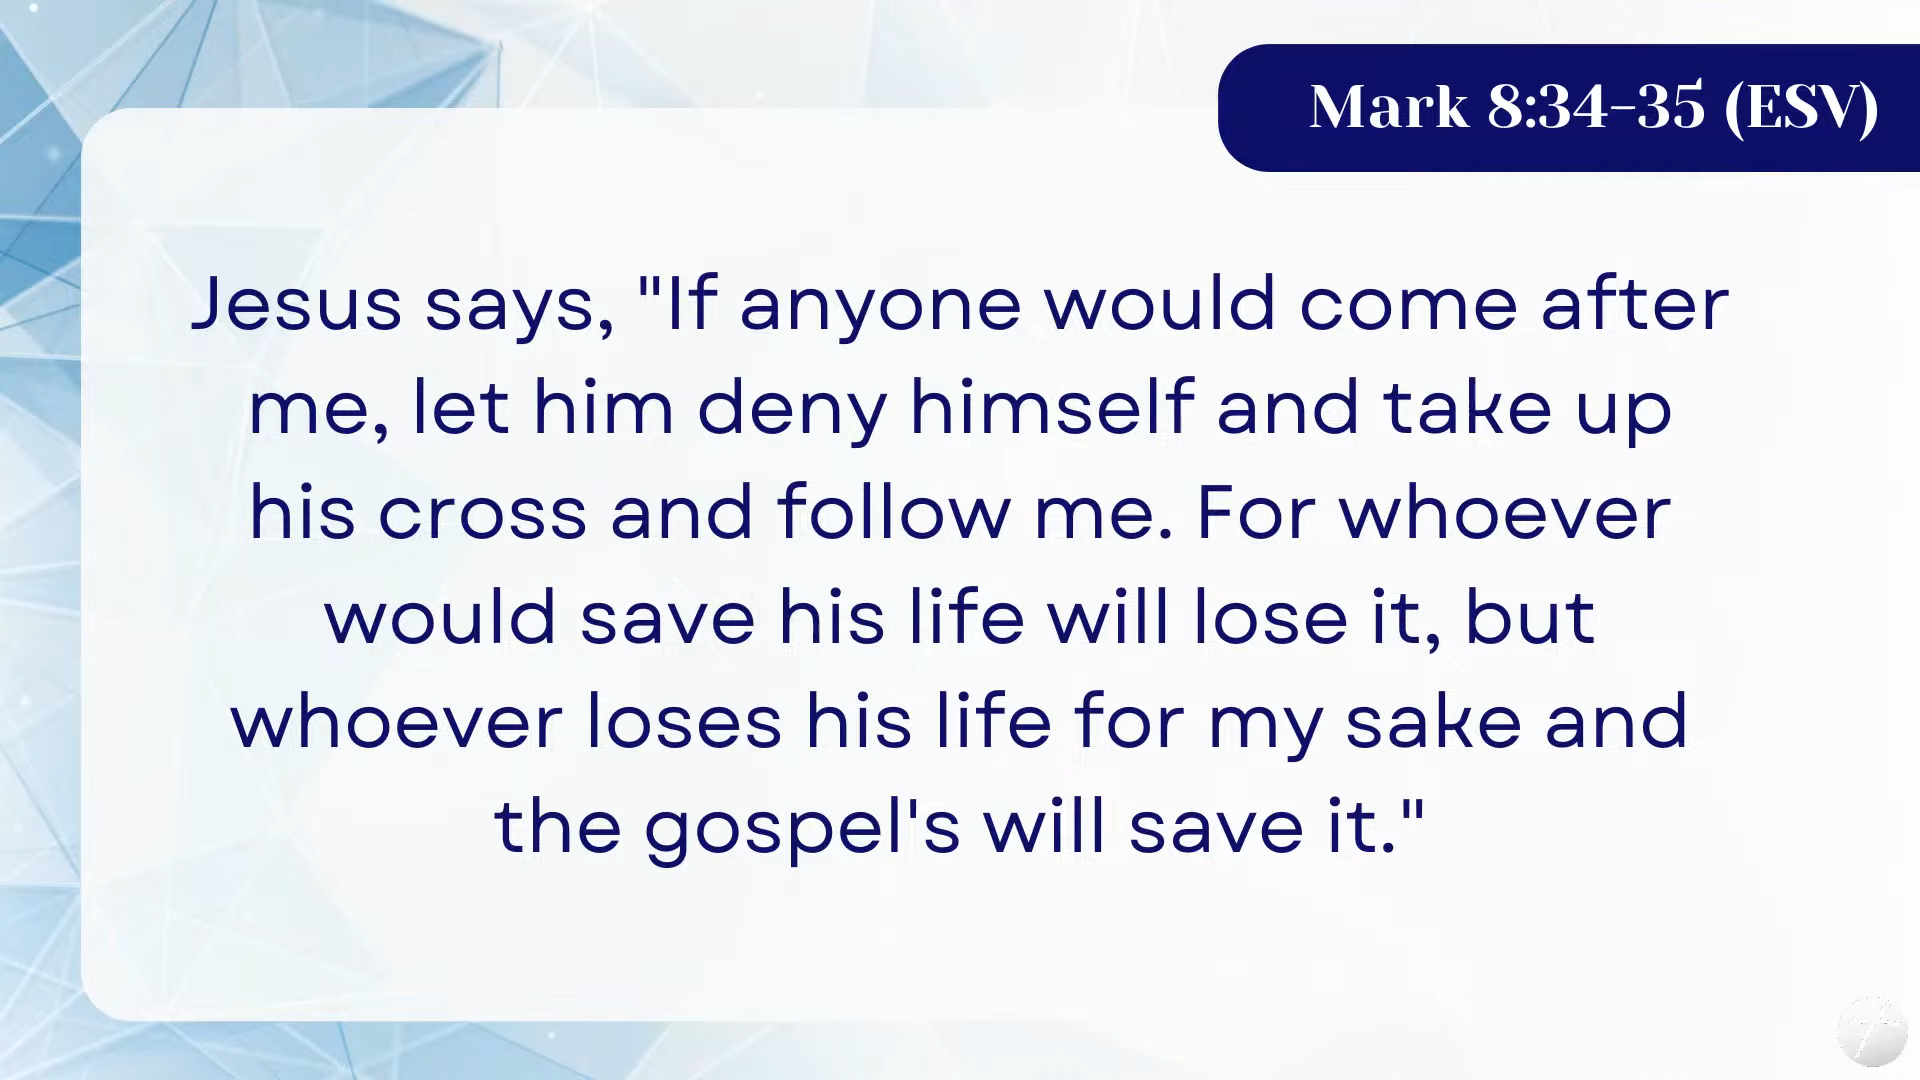 Mark 8:34-35 (ESV)
Jesus says, "If anyone would come after
me, let him deny himself and take up
his cross and follow me. For whoever
would save his life will lose it, but
whoever loses his life for my sake and
the gospel's will save it."